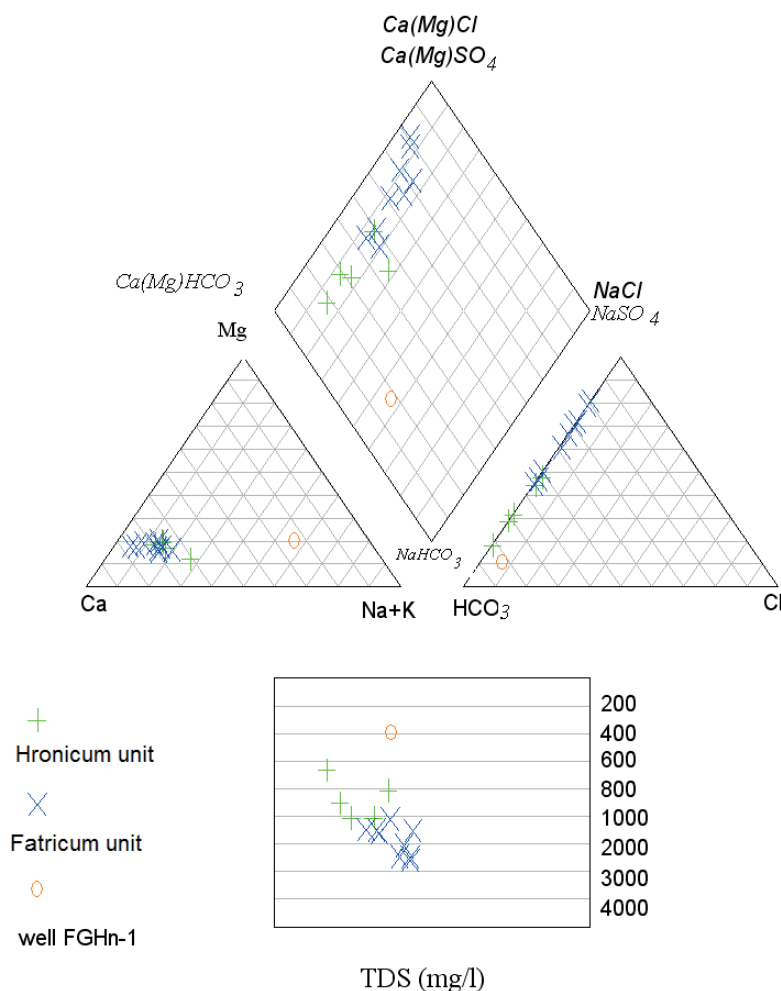 Ca(Mg)Cl
Ca(Mg)SO4
Ca(Mg)HCO3
NaCl
NaSO4
Mg
NaHCO3
Ca
Na+K
HCO3
Cl
200
400
600
800
1000
2000
3000
4000
Hronicum unit
Fatricum unit
well FGHn-1
TDS (mg/l)